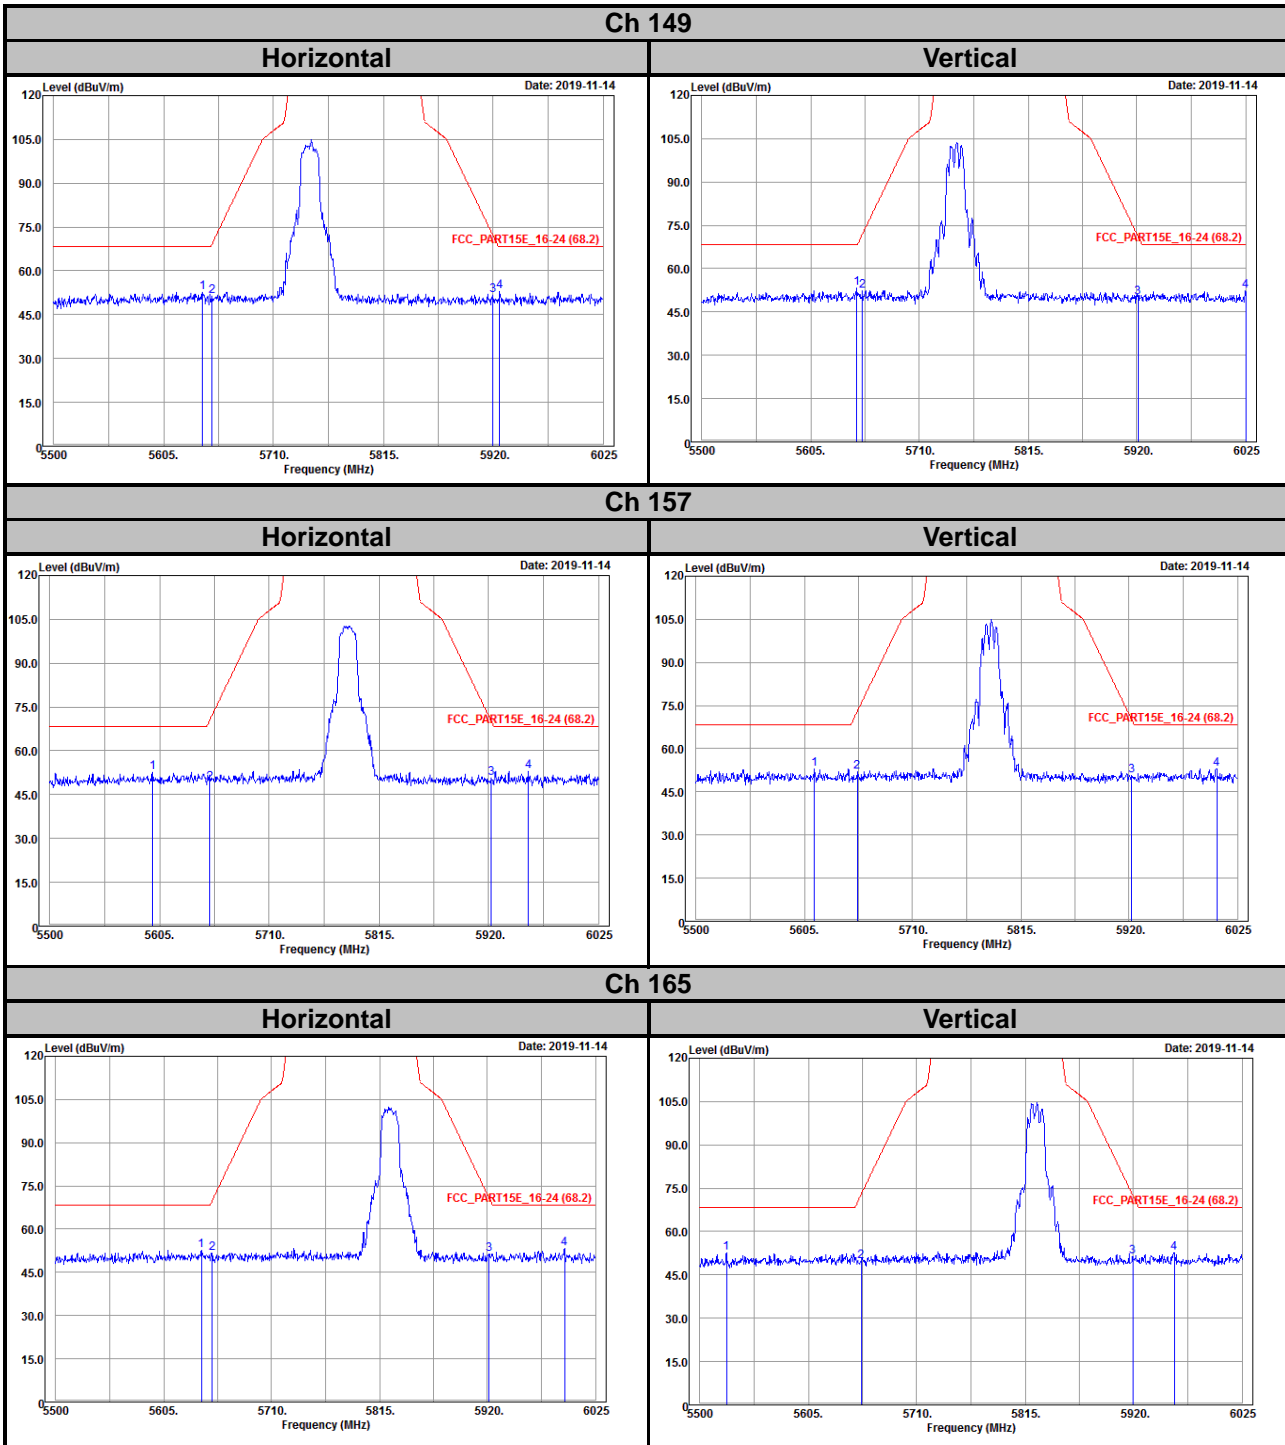 Ch 149
Horizontal Vertical
Level (dBuV/m) Date: 2019-11-14
120
105.0
90.0
75.0
FCC_PART15E_16-24 (68.2)
60.0
1 2 3 4
45.0
30.0
15.0
0
5500 5605. 5710. 5815. 5920. 6025
Frequency (MHz)
Level (dBuV/m) Date: 2019-11-14
120
105.0
90.0
75.0
FCC_PART15E_16-24 (68.2)
60.0
1 2 3 4
45.0
30.0
15.0
0
5500 5605. 5710. 5815. 5920. 6025
Frequency (MHz)
Ch 157
Horizontal Vertical
Level (dBuV/m) Date: 2019-11-14
120
105.0
90.0
75.0
FCC_PART15E_16-24 (68.2)
60.0
1 2 3 4
45.0
30.0
15.0
0
5500 5605. 5710. 5815. 5920. 6025
Frequency (MHz)
Level (dBuV/m) Date: 2019-11-14
120
105.0
90.0
75.0
FCC_PART15E_16-24 (68.2)
60.0
1 2 3 4
45.0
30.0
15.0
0
5500 5605. 5710. 5815. 5920. 6025
Frequency (MHz)
Ch 165
Horizontal Vertical
Level (dBuV/m) Date: 2019-11-14
120
105.0
90.0
75.0
FCC_PART15E_16-24 (68.2)
60.0
1 2 3 4
45.0
30.0
15.0
0
5500 5605. 5710. 5815. 5920. 6025
Frequency (MHz)
Level (dBuV/m) Date: 2019-11-14
120
105.0
90.0
75.0
FCC_PART15E_16-24 (68.2)
60.0
1 2 3 4
45.0
30.0
15.0
0
5500 5605. 5710. 5815. 5920. 6025
Frequency (MHz)